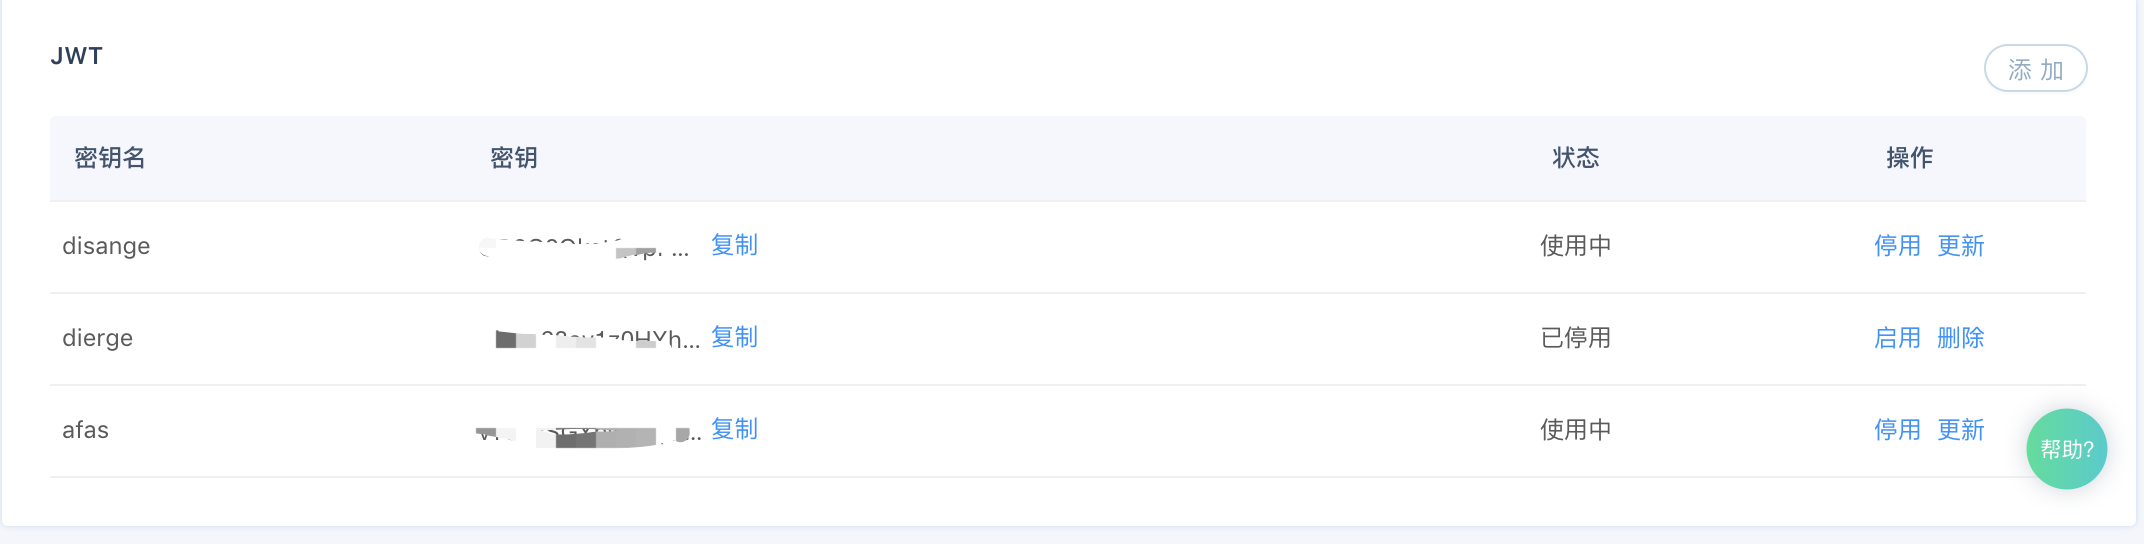 JWT
添 加
密钥名 密钥 状态 操作
disange 复制 使用中 停用 更新
dierge 复制 已停用 启用 删除
afas 复制 使用中 停用 更新
帮助?